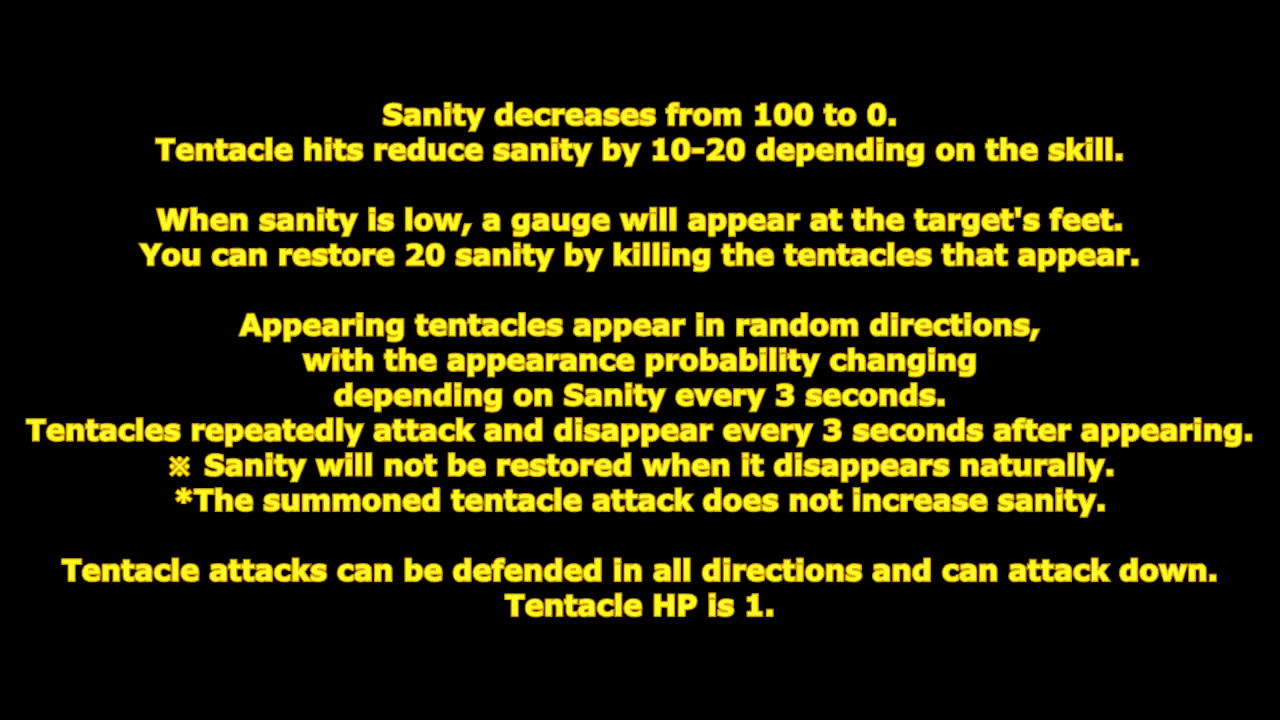 Sanity decreases from 100 to 0.
Tentacle hits reduce sanity by 10-20 depending on the skill.
When sanity is low, a gauge will appear at the target's feet.
You can restore 20 sanity by killing the tentacles that appear.
Appearing tentacles appear in random directions,
with the appearance probability changing
depending on Sanity every 3 seconds.
Tentacles repeatedly attack and disappear every 3 seconds after appearing.
※ Sanity will not be restored when it disappears naturally.
*The summoned tentacle attack does not increase sanity.
Tentacle attacks can be defended in all directions and can attack down.
Tentacle HP is 1.